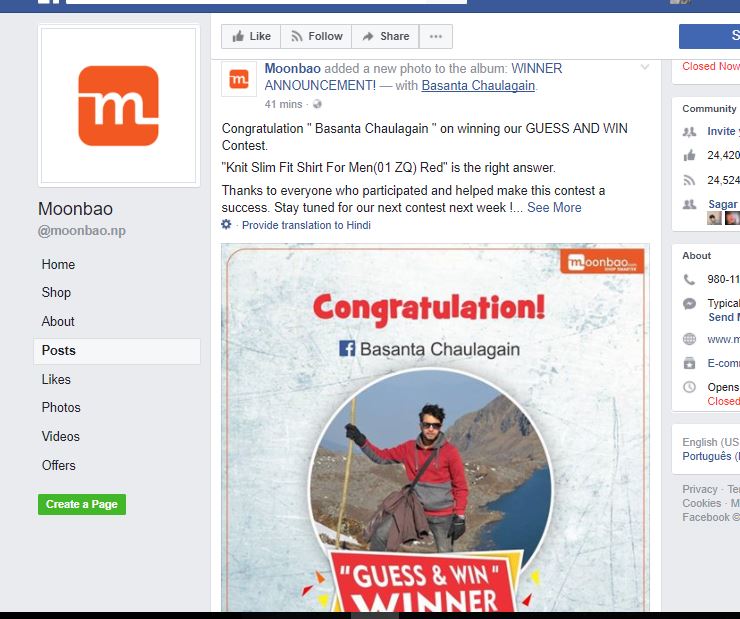 Like
Follow
Share
Moonbao added a new photo to the album: WINNER
ANNOUNCEMENT! — with Basanta Chaulagain.
41 mins ·
Congratulation " Basanta Chaulagain " on winning our GUESS AND WIN
Contest.
"Knit Slim Fit Shirt For Men(01 ZQ) Red" is the right answer.
Thanks to everyone who participated and helped make this contest a
success. Stay tuned for our next contest next week !... See More
· Provide translation to Hindi
moonbao.com
SHOP SMARTER
Congratulation!
Basanta Chaulagain
"GUESS & WIN"
WINNER
m
Moonbao
@moonbao.np
Home
Shop
About
Posts
Likes
Photos
Videos
Offers
Create a Page
S
Closed Now
Community
Invite
24,420
24,524
Sagar
About
980-11
Typical
Send M
www.m
E-com
Opens
Closed
English (US
Português (
Privacy · Te
Cookies · M
Facebook ©